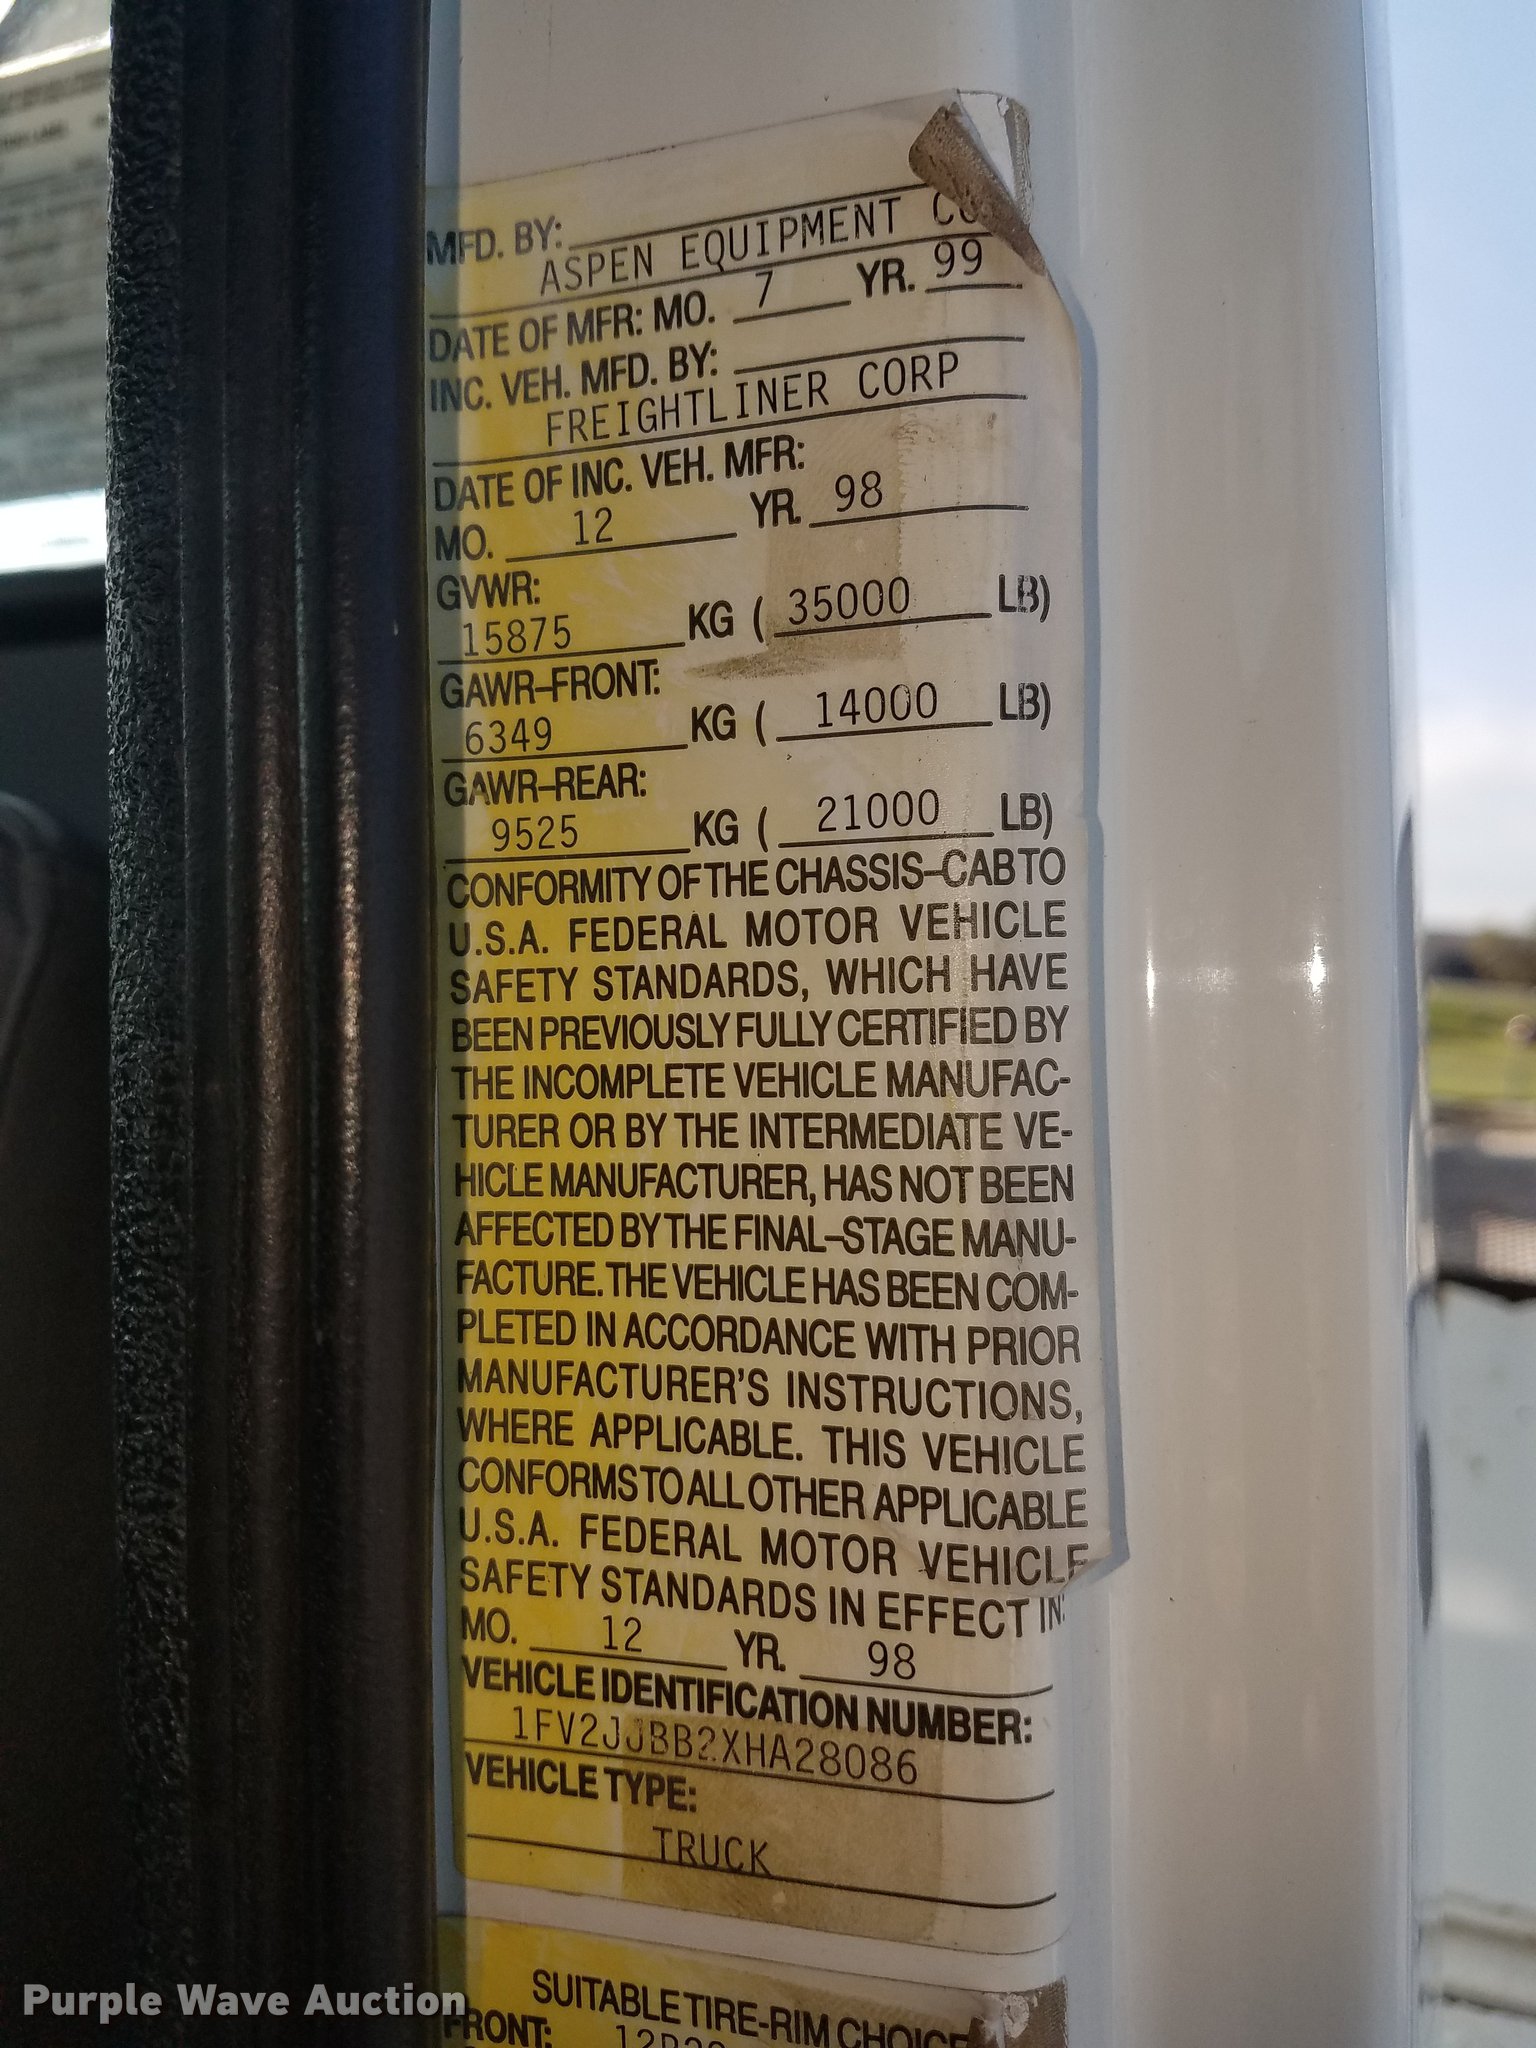 MFD. BY:
ASPEN EQUIPMENT CO
DATE OF MFR: MO. 7 YR. 99
INC. VEH. MFD. BY:
FREIGHTLINER CORP
DATE OF INC. VEH. MFR:
MO. 12 YR. 98
GVWR:
15875 KG ( 35000 LB)
GAWR-FRONT:
6349 KG ( 14000 LB)
GAWR-REAR:
9525 KG ( 21000 LB)
CONFORMITY OF THE CHASSIS-CAB TO
U.S.A. FEDERAL MOTOR VEHICLE
SAFETY STANDARDS, WHICH HAVE
BEEN PREVIOUSLY FULLY CERTIFIED BY
THE INCOMPLETE VEHICLE MANUFAC-
TURER OR BY THE INTERMEDIATE VE-
HICLE MANUFACTURER, HAS NOT BEEN
AFFECTED BY THE FINAL-STAGE MANU-
FACTURE. THE VEHICLE HAS BEEN COM-
PLETED IN ACCORDANCE WITH PRIOR
MANUFACTURER'S INSTRUCTIONS,
WHERE APPLICABLE. THIS VEHICLE
CONFORMS TO ALL OTHER APPLICABLE
U.S.A. FEDERAL MOTOR VEHICLE
SAFETY STANDARDS IN EFFECT IN:
MO. 12 YR. 98
VEHICLE IDENTIFICATION NUMBER:
1FV2JJBB2XHA28086
VEHICLE TYPE:
TRUCK
SUITABLE TIRE-RIM CHOICE
FRONT:
Purple Wave Auction